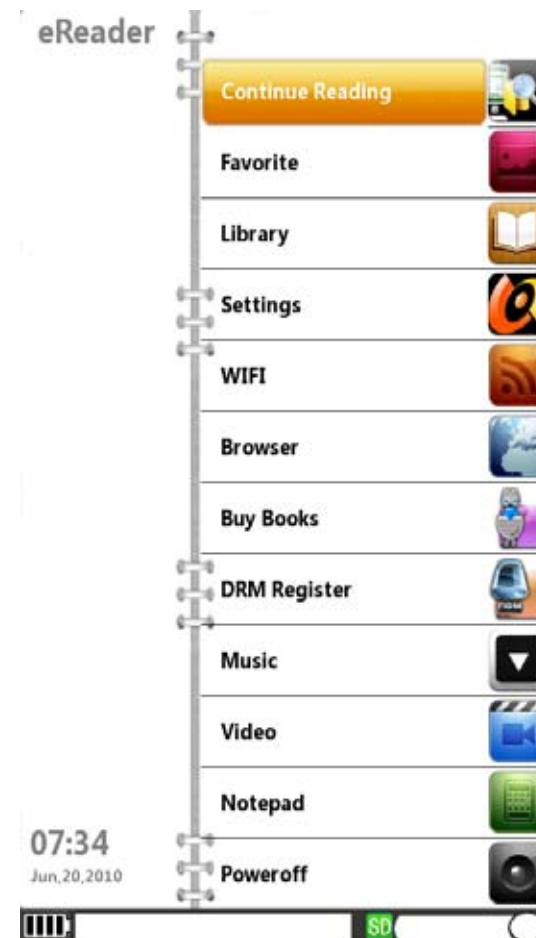 eReader
Continue Reading
Favorite
Library
Settings
WIFI
Browser
Buy Books
DRM Register
Music
Video
Notepad
07:34
Jun,20,2010
Poweroff
SD